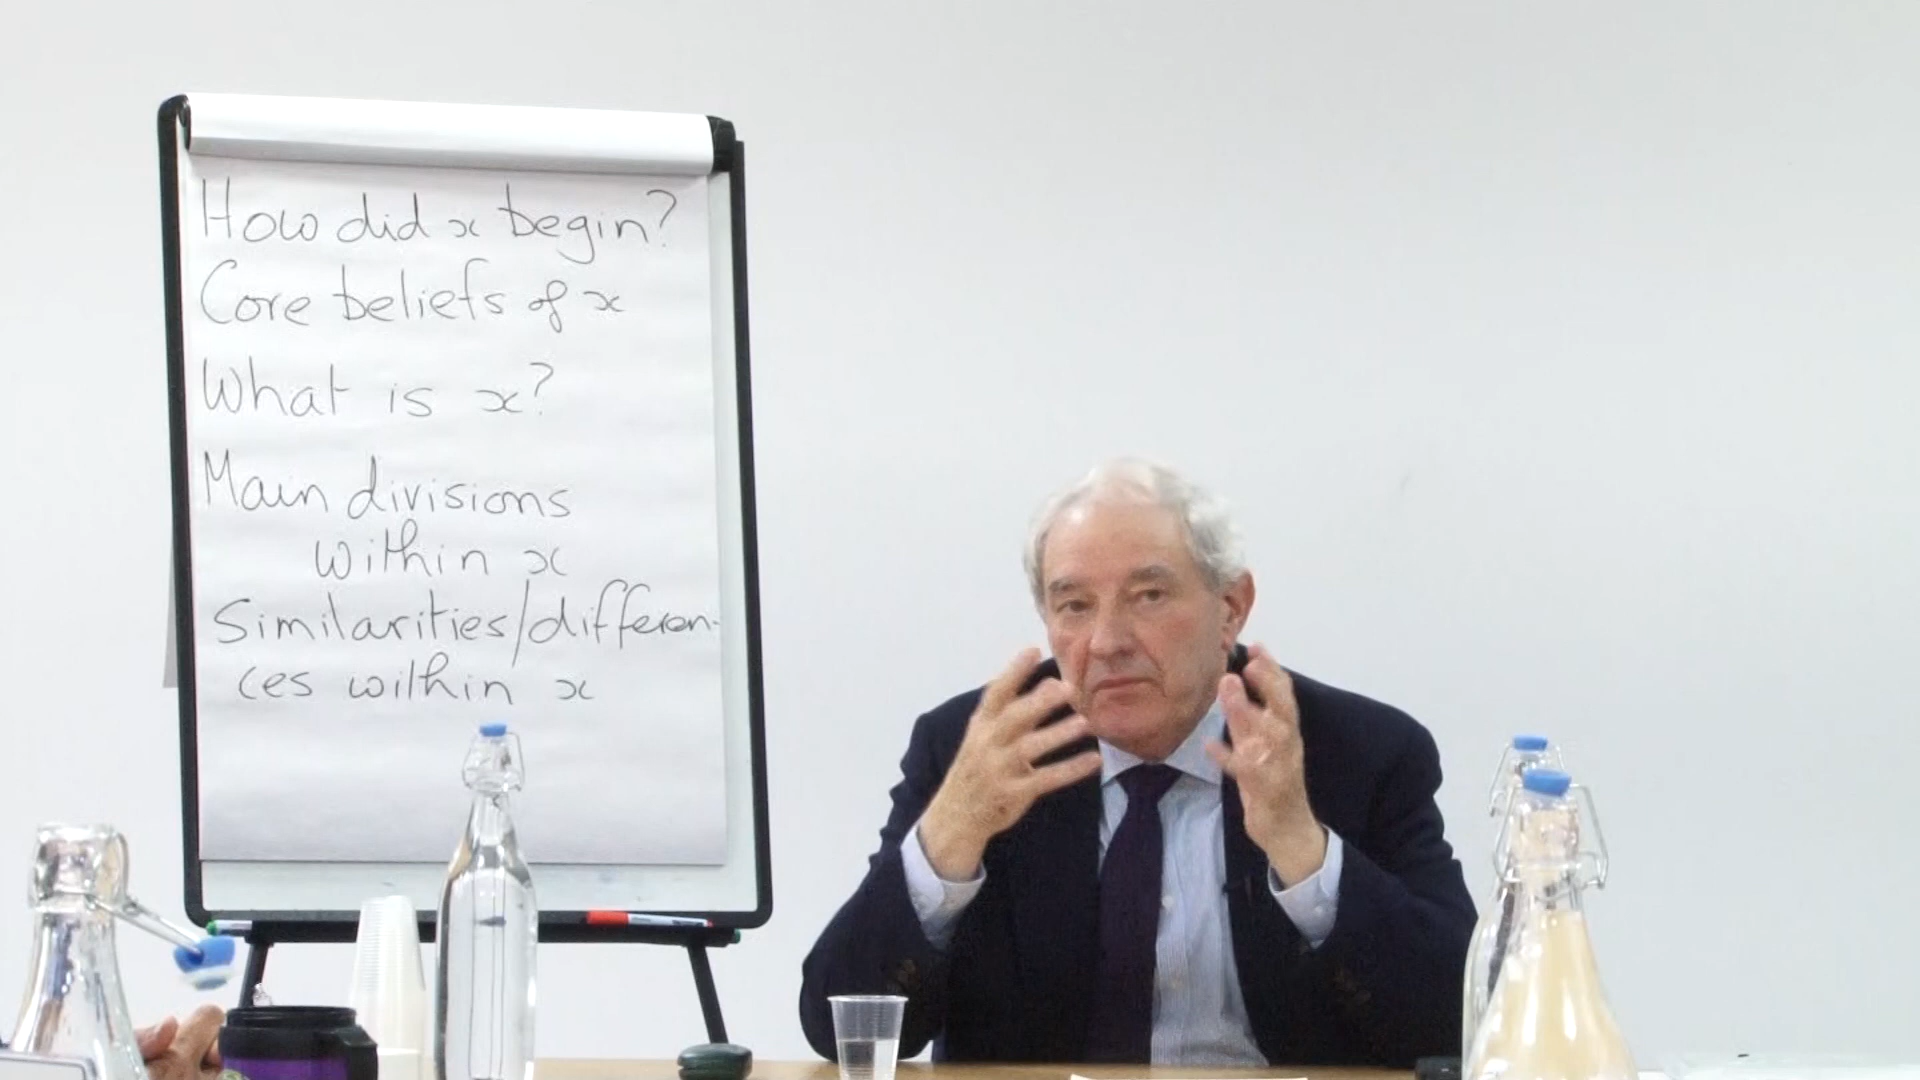 How did x begin?
Core beliefs of x
What is x?
Main divisions
within x
Similarities/differen-
ces within x